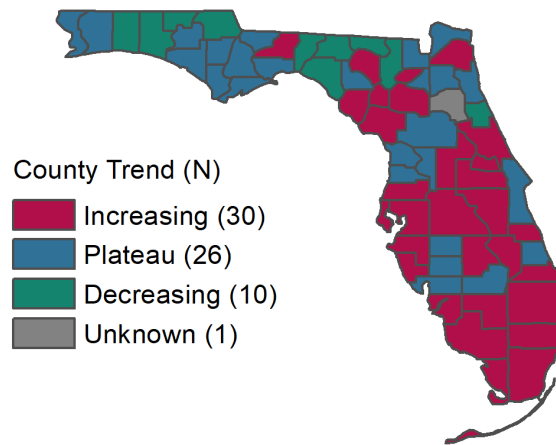 County Trend (N)
Increasing (30)
Plateau (26)
Decreasing (10)
Unknown (1)